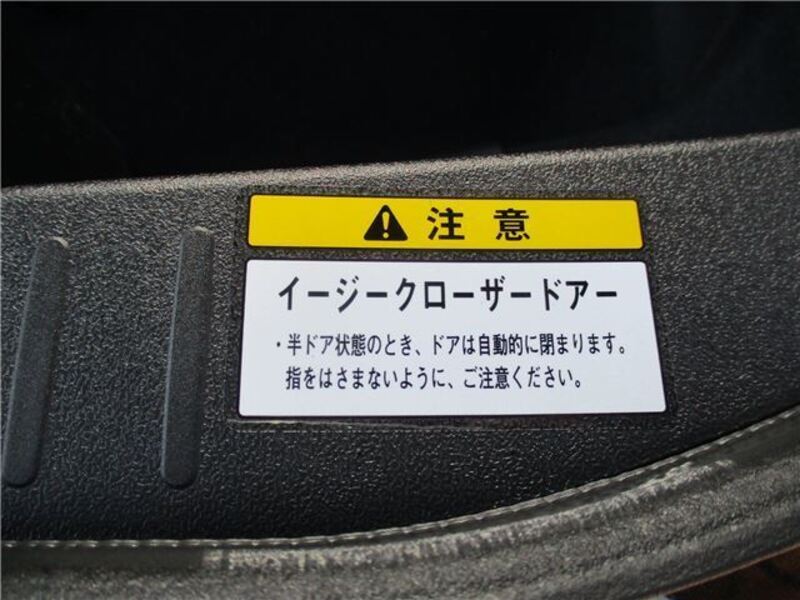 注意
イージークローザードアー
・半ドア状態のとき、ドアは自動的に閉まります。
指をはさまないように、ご注意ください。